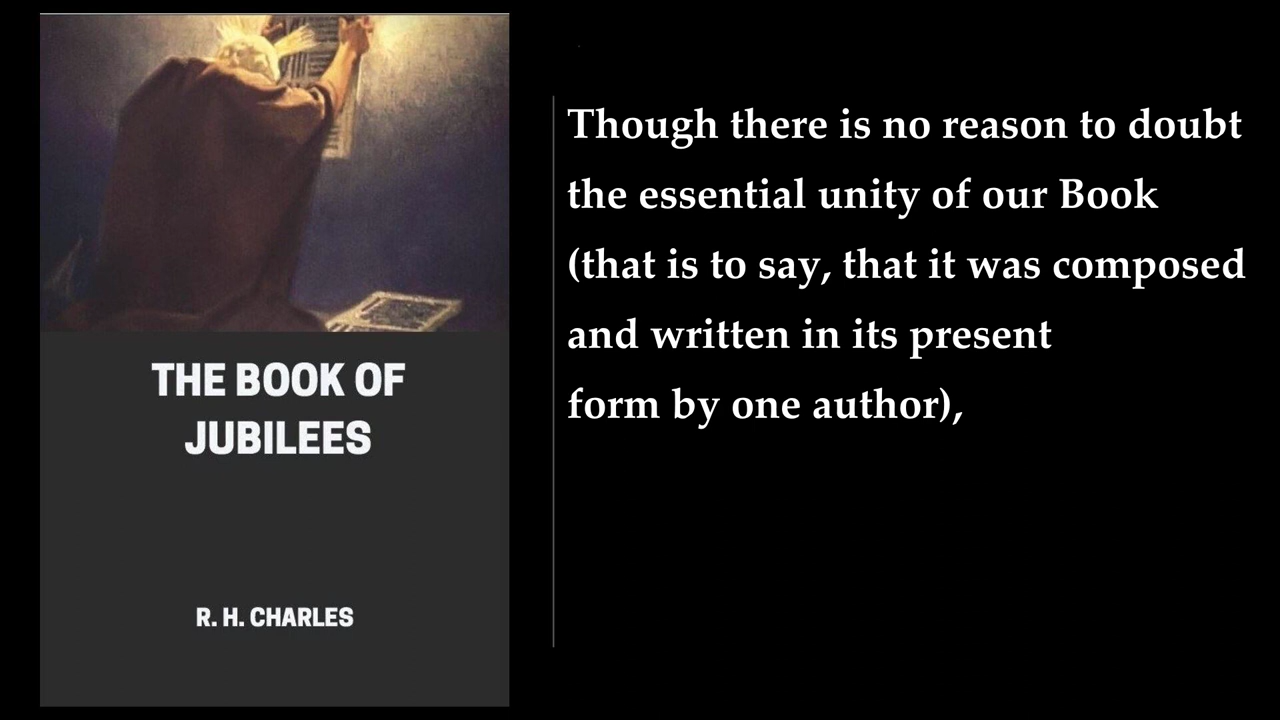 THE BOOK OF
JUBILEES
R. H. CHARLES
Though there is no reason to doubt
the essential unity of our Book
(that is to say, that it was composed
and written in its present
form by one author),